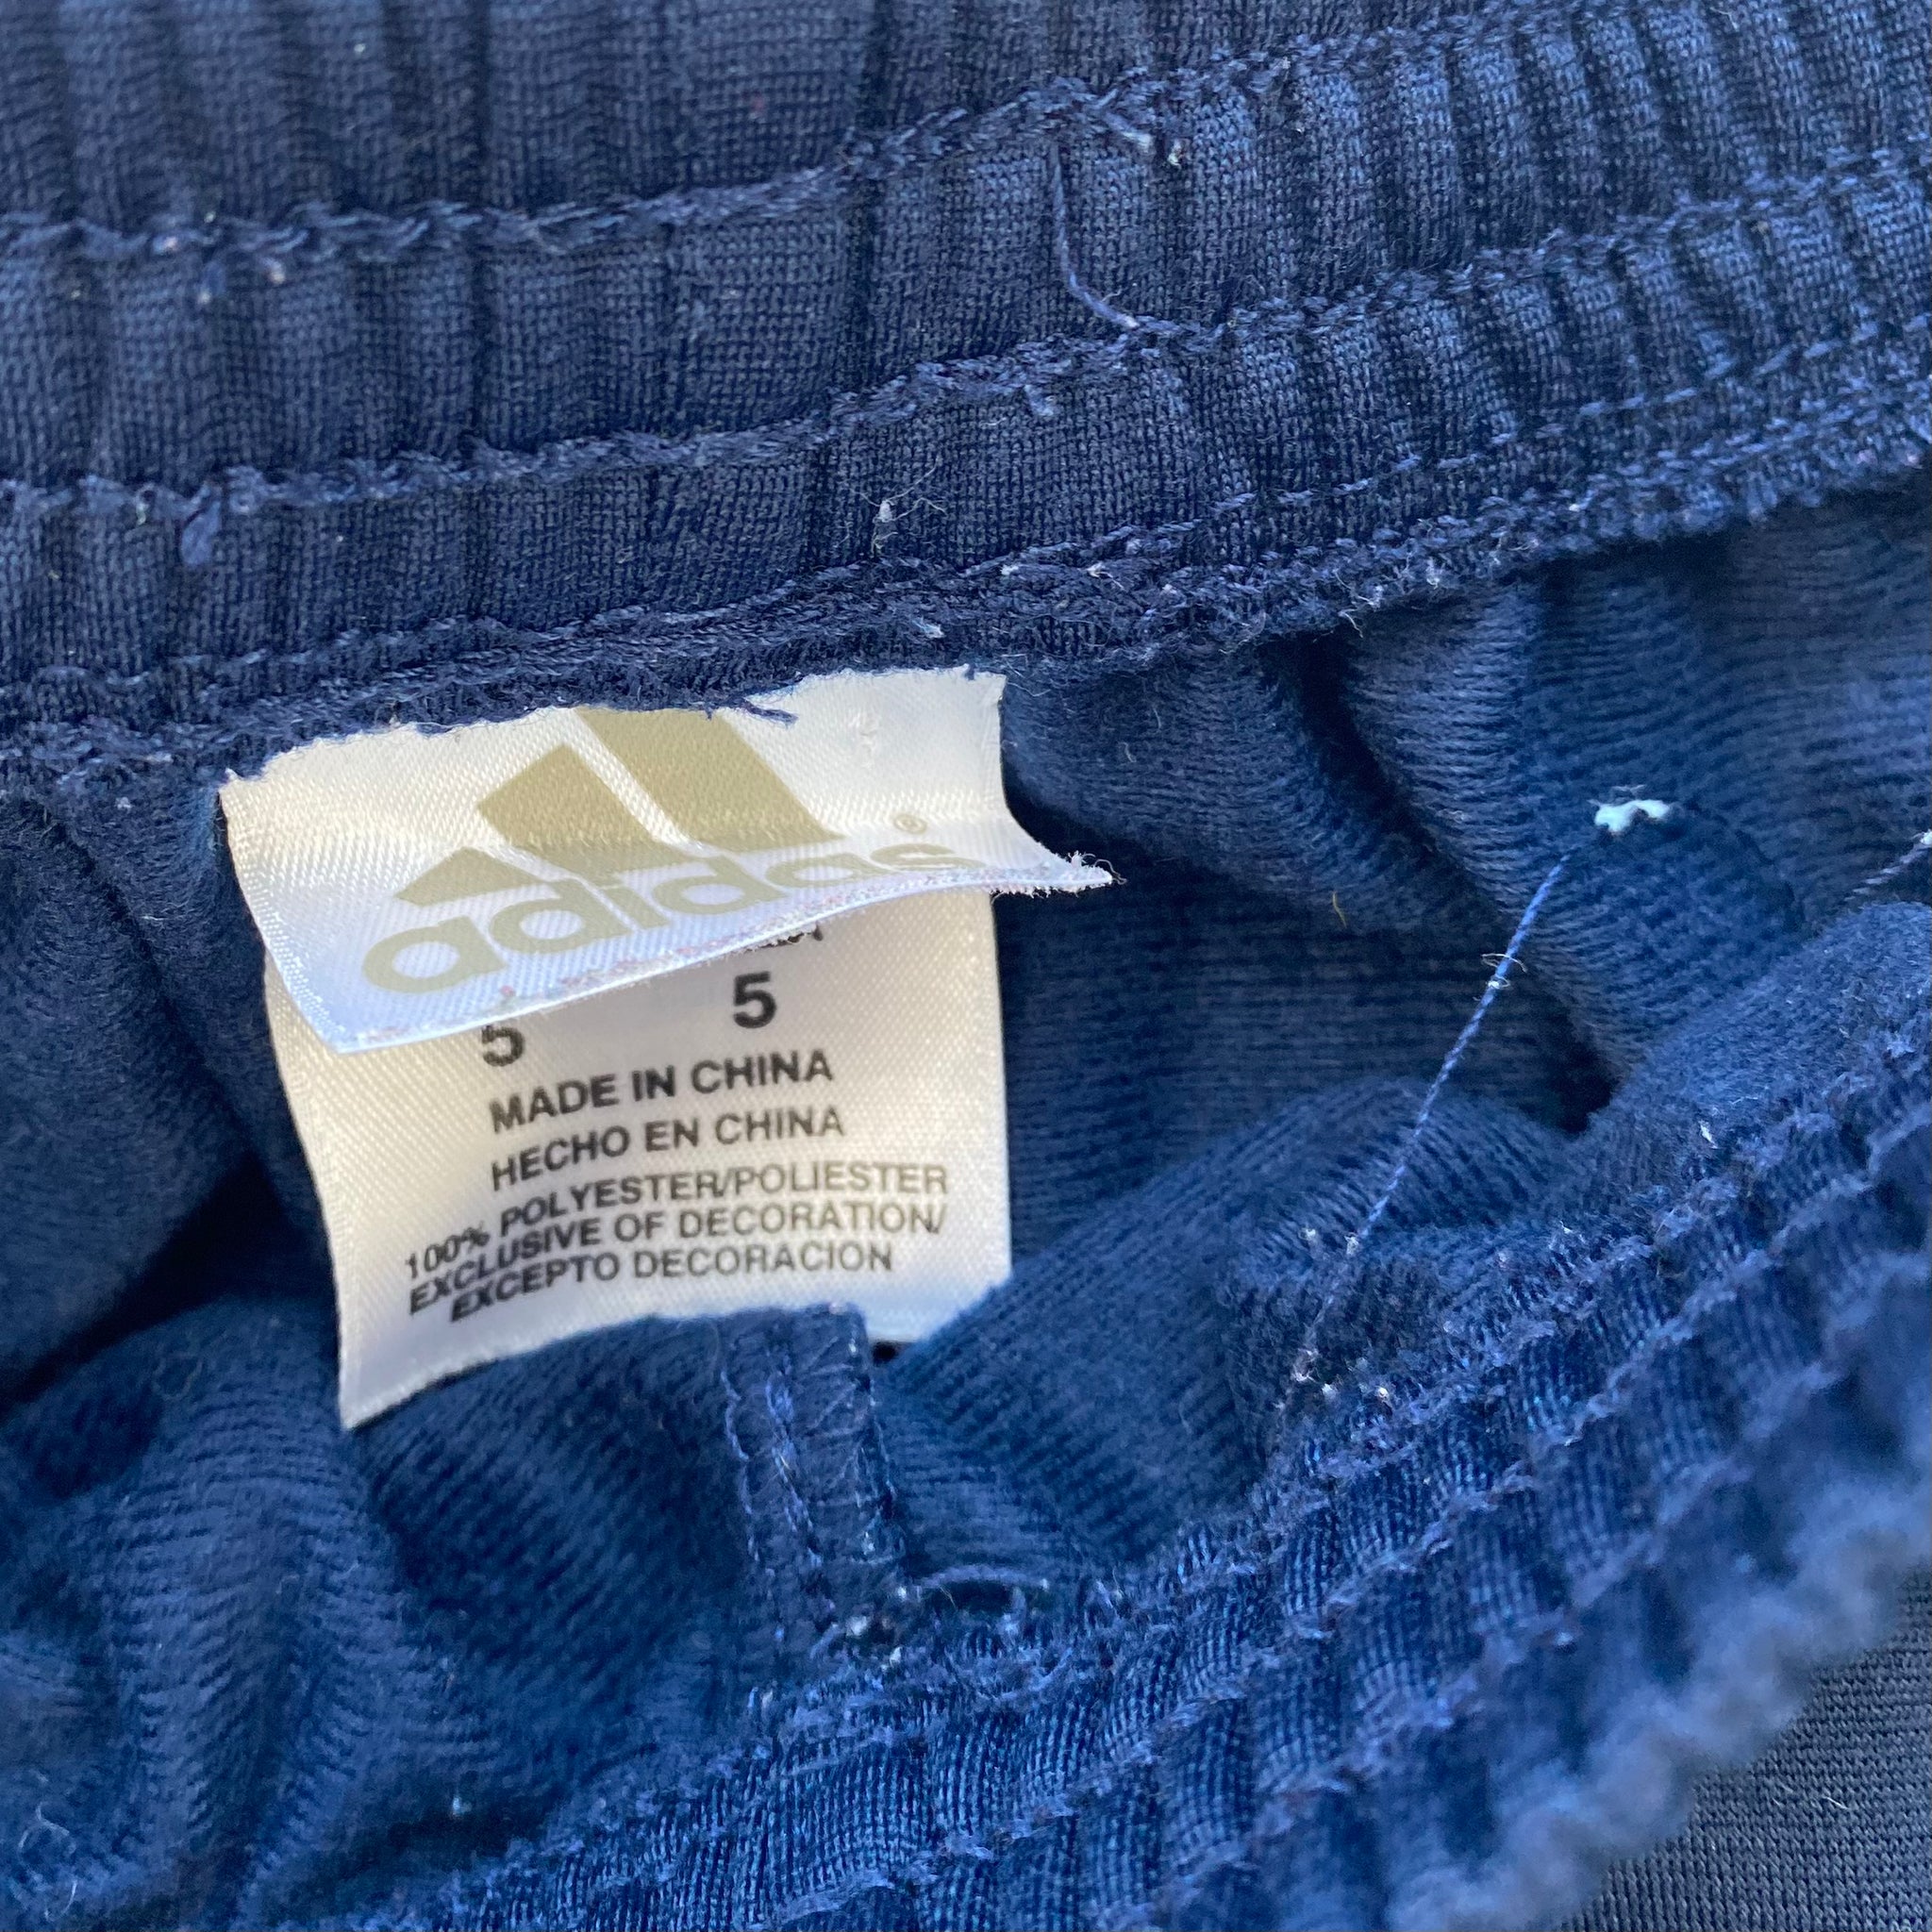 adidas®
5 5
MADE IN CHINA
HECHO EN CHINA
100% POLYESTER/POLIESTER
EXCLUSIVE OF DECORATION/
EXCEPTO DECORACION